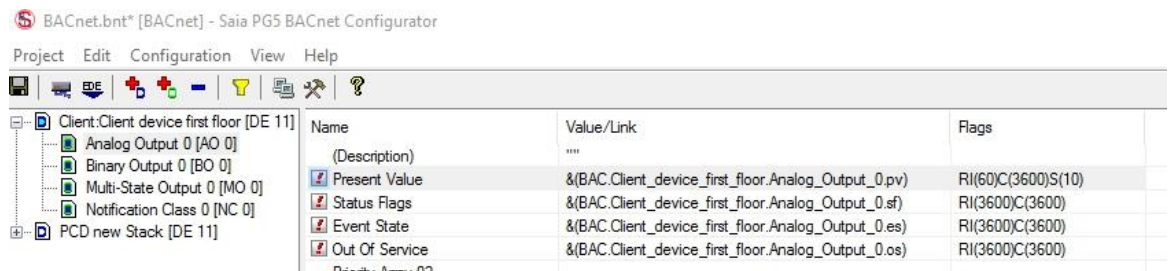 BACnet.bnt* [BACnet] - Saia PG5 BACnet Configurator
Project Edit Configuration View Help
EDE D ?
Client:Client device first floor [DE 11]
Analog Output 0 [AO 0]
Binary Output 0 [BO 0]
Multi-State Output 0 [MO 0]
Notification Class 0 [NC 0]
PCD new Stack [DE 11]
Name Value/Link Flags
(Description) ""
Present Value &(BAC.Client_device_first_floor.Analog_Output_0.pv) RI(60)C(3600)S(10)
Status Flags &(BAC.Client_device_first_floor.Analog_Output_0.sf) RI(3600)C(3600)
Event State &(BAC.Client_device_first_floor.Analog_Output_0.es) RI(3600)C(3600)
Out Of Service &(BAC.Client_device_first_floor.Analog_Output_0.os) RI(3600)C(3600)